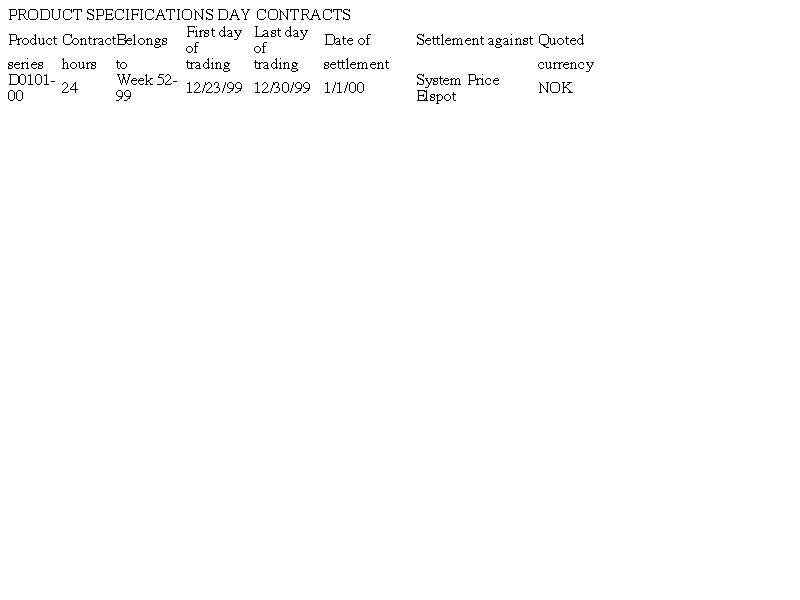 PRODUCT SPECIFICATIONS DAY CONTRACTS
Product Contract Belongs First day of Last day of Date of Settlement against Quoted
series hours to trading trading settlement currency
D0101-00 24 Week 52-99 12/23/99 12/30/99 1/1/00 System Price Elspot NOK